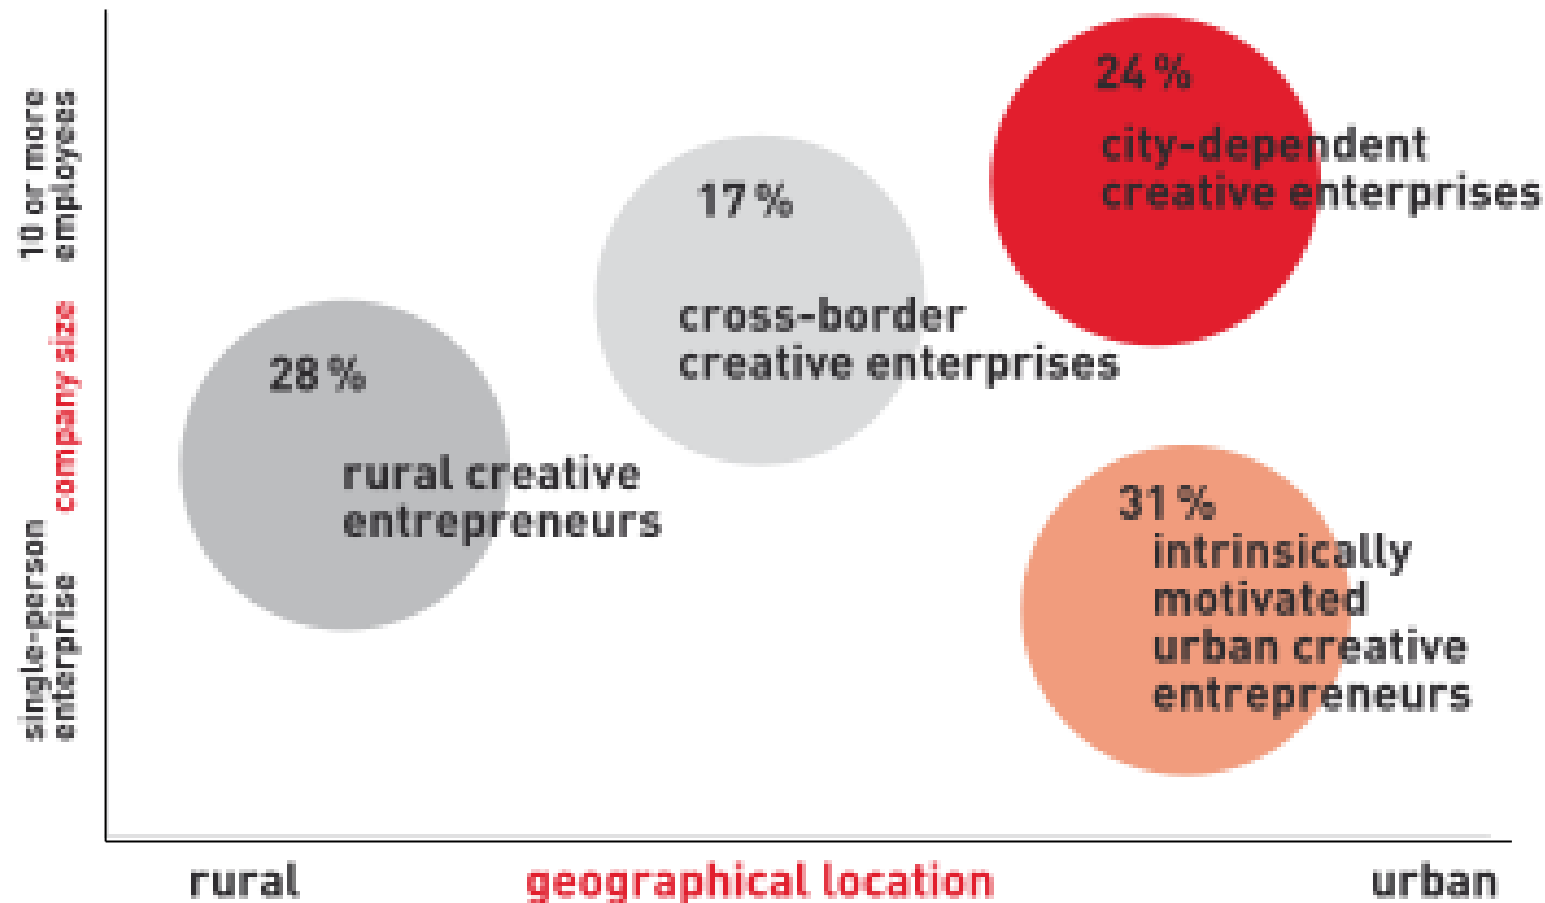 24 %
city-dependent
creative enterprises
17 %
cross-border
creative enterprises
28 %
rural creative
entrepreneurs
31 %
intrinsically
motivated
urban creative
entrepreneurs
10 or more
employees
company size
single-person
enterprise
rural
geographical location
urban